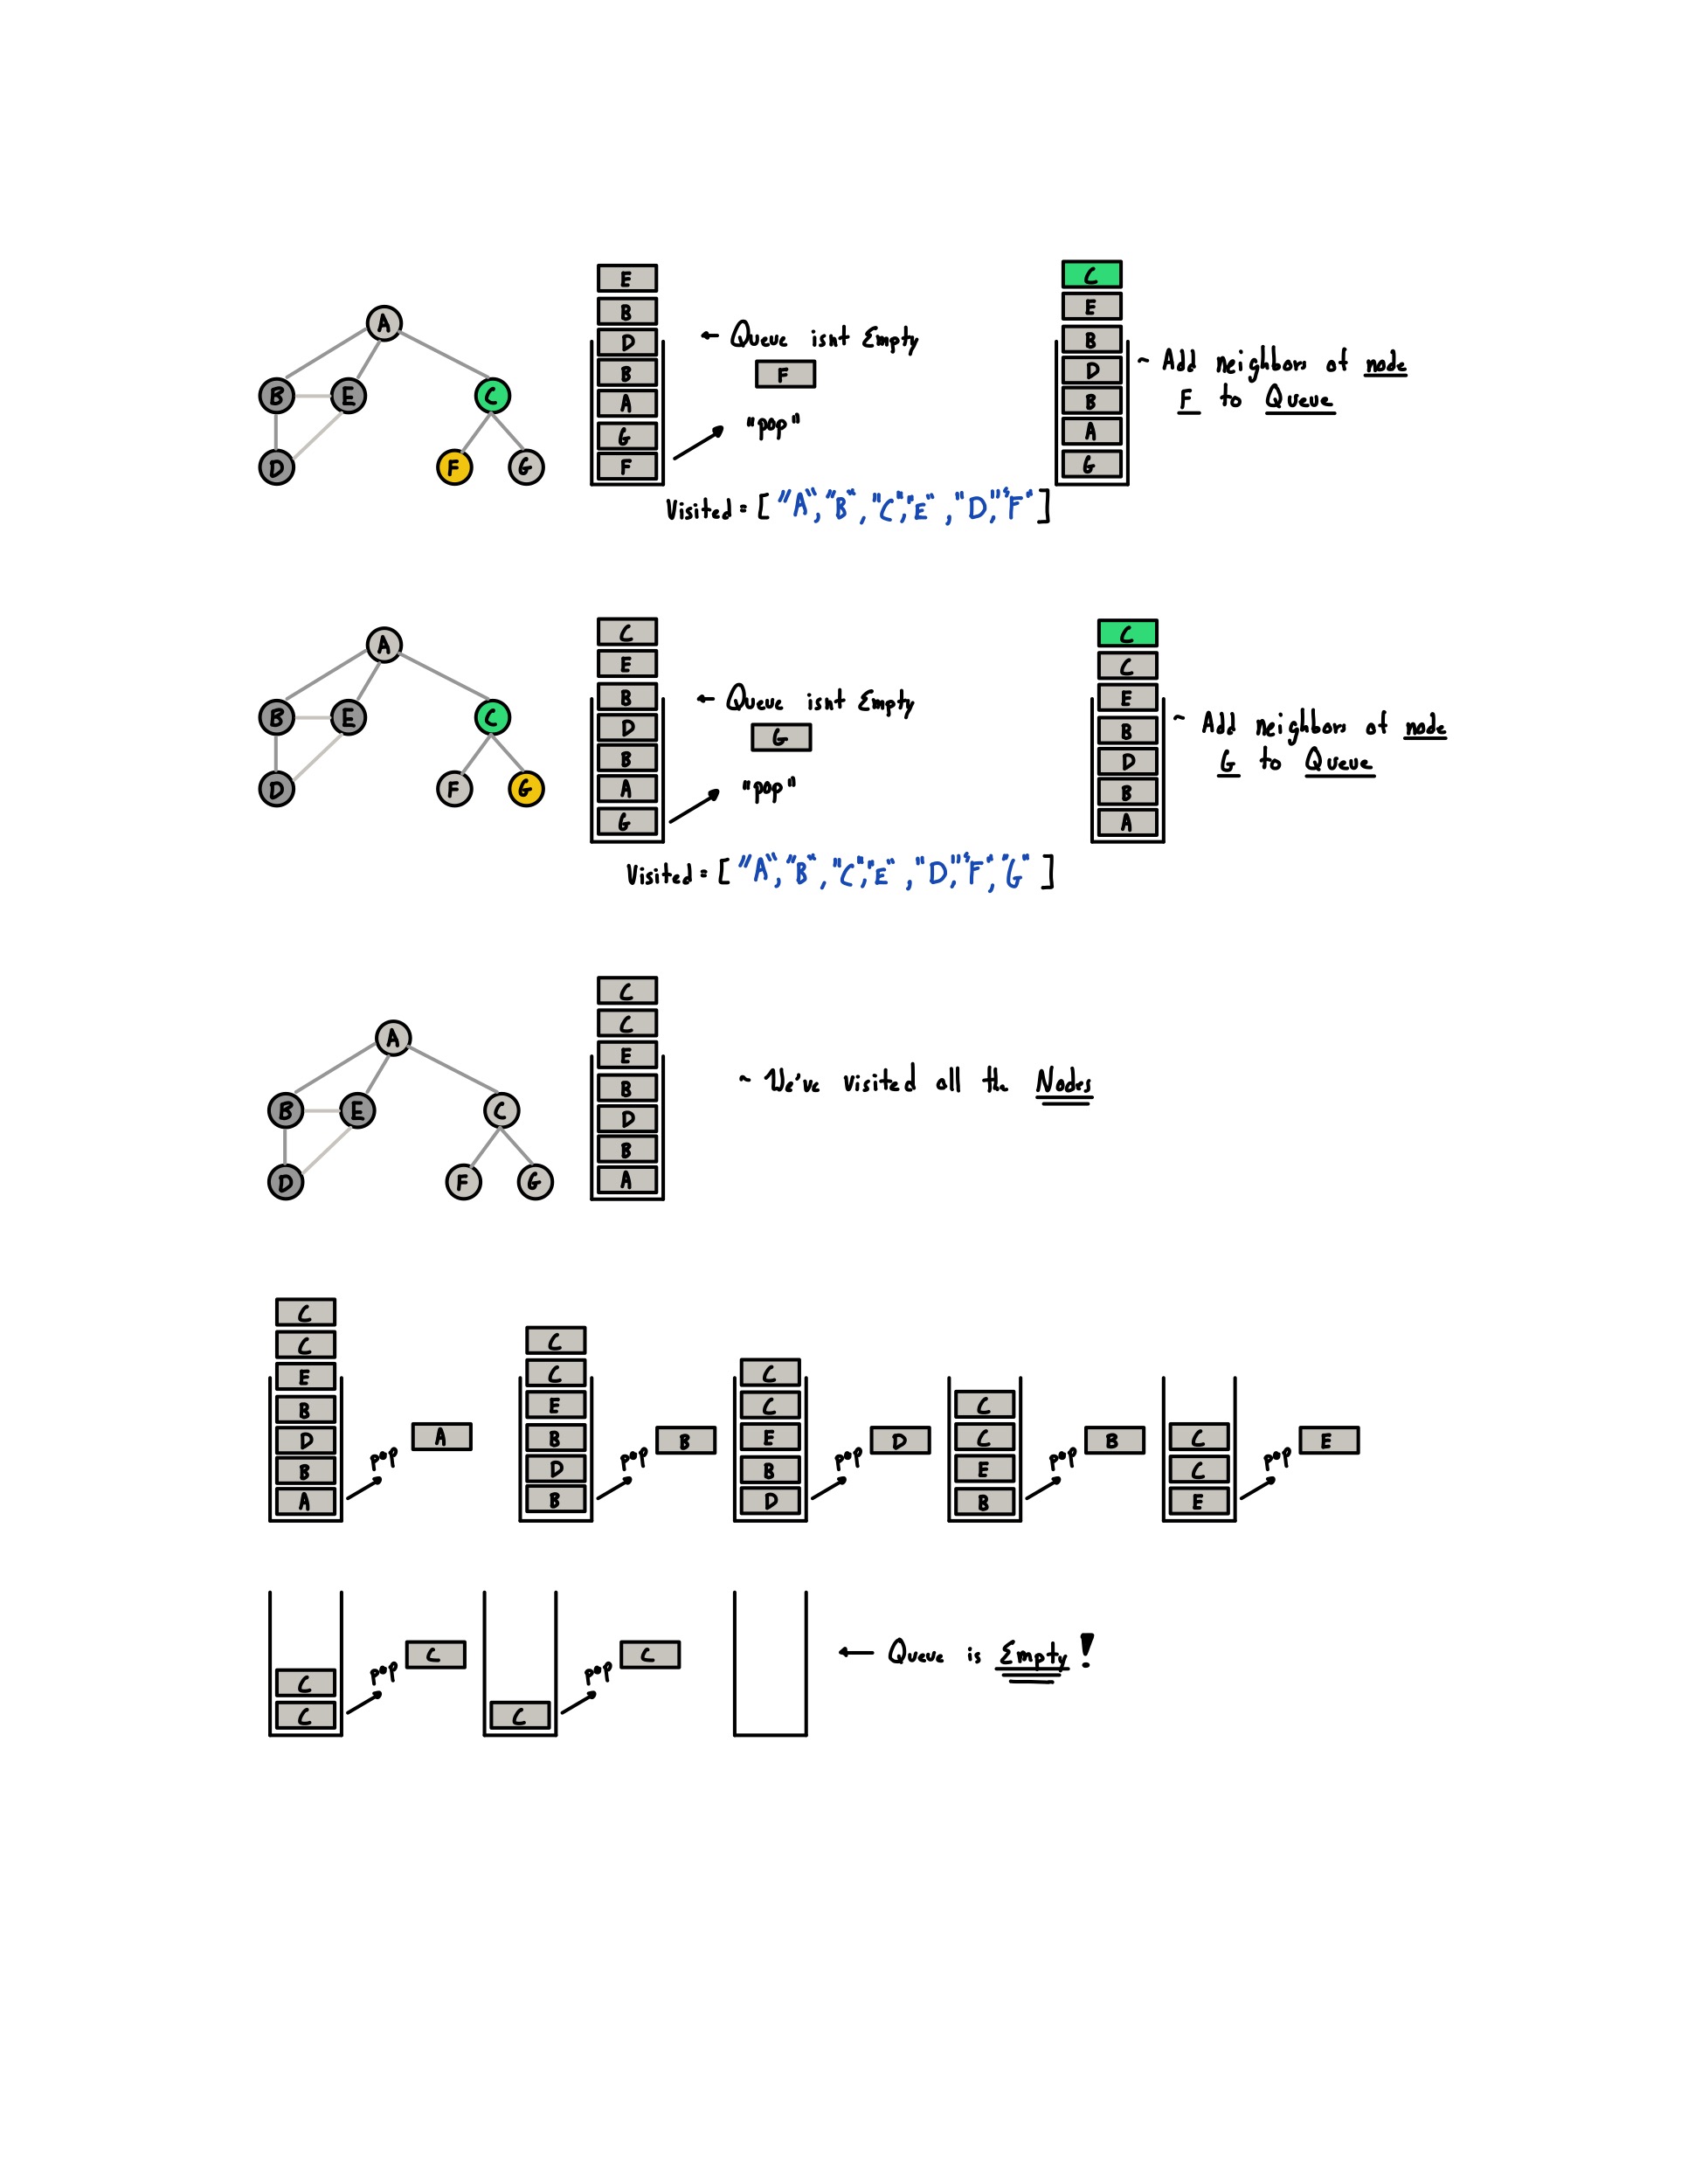 E
B
D
B
A
G
F
A
B E C
D F G
← Queue isnt Empty
F
"pop"
C
E
B
D
B
A
G
~ Add neighbors of node
F to Queue
Visited = [ "A", "B", "C", "E", "D", "F" ]
A
B E C
D F G
C
E
B
D
B
A
G
← Queue isnt Empty
G
"pop"
C
C
E
B
D
B
A
~ Add neighbors of node
G to Queue
Visited = [ "A", "B", "C", "E", "D", "F", "G" ]
A
B E C
D F G
C
C
E
B
D
B
A
~ We've visited all the Nodes
C
C
E
B
D
B
A
pop
A
C
C
E
B
D
B
pop
B
C
C
E
B
D
pop
D
C
C
E
B
pop
B
C
C
E
pop
E
C
C
pop
C
C
pop
C
← Queue is Empty!